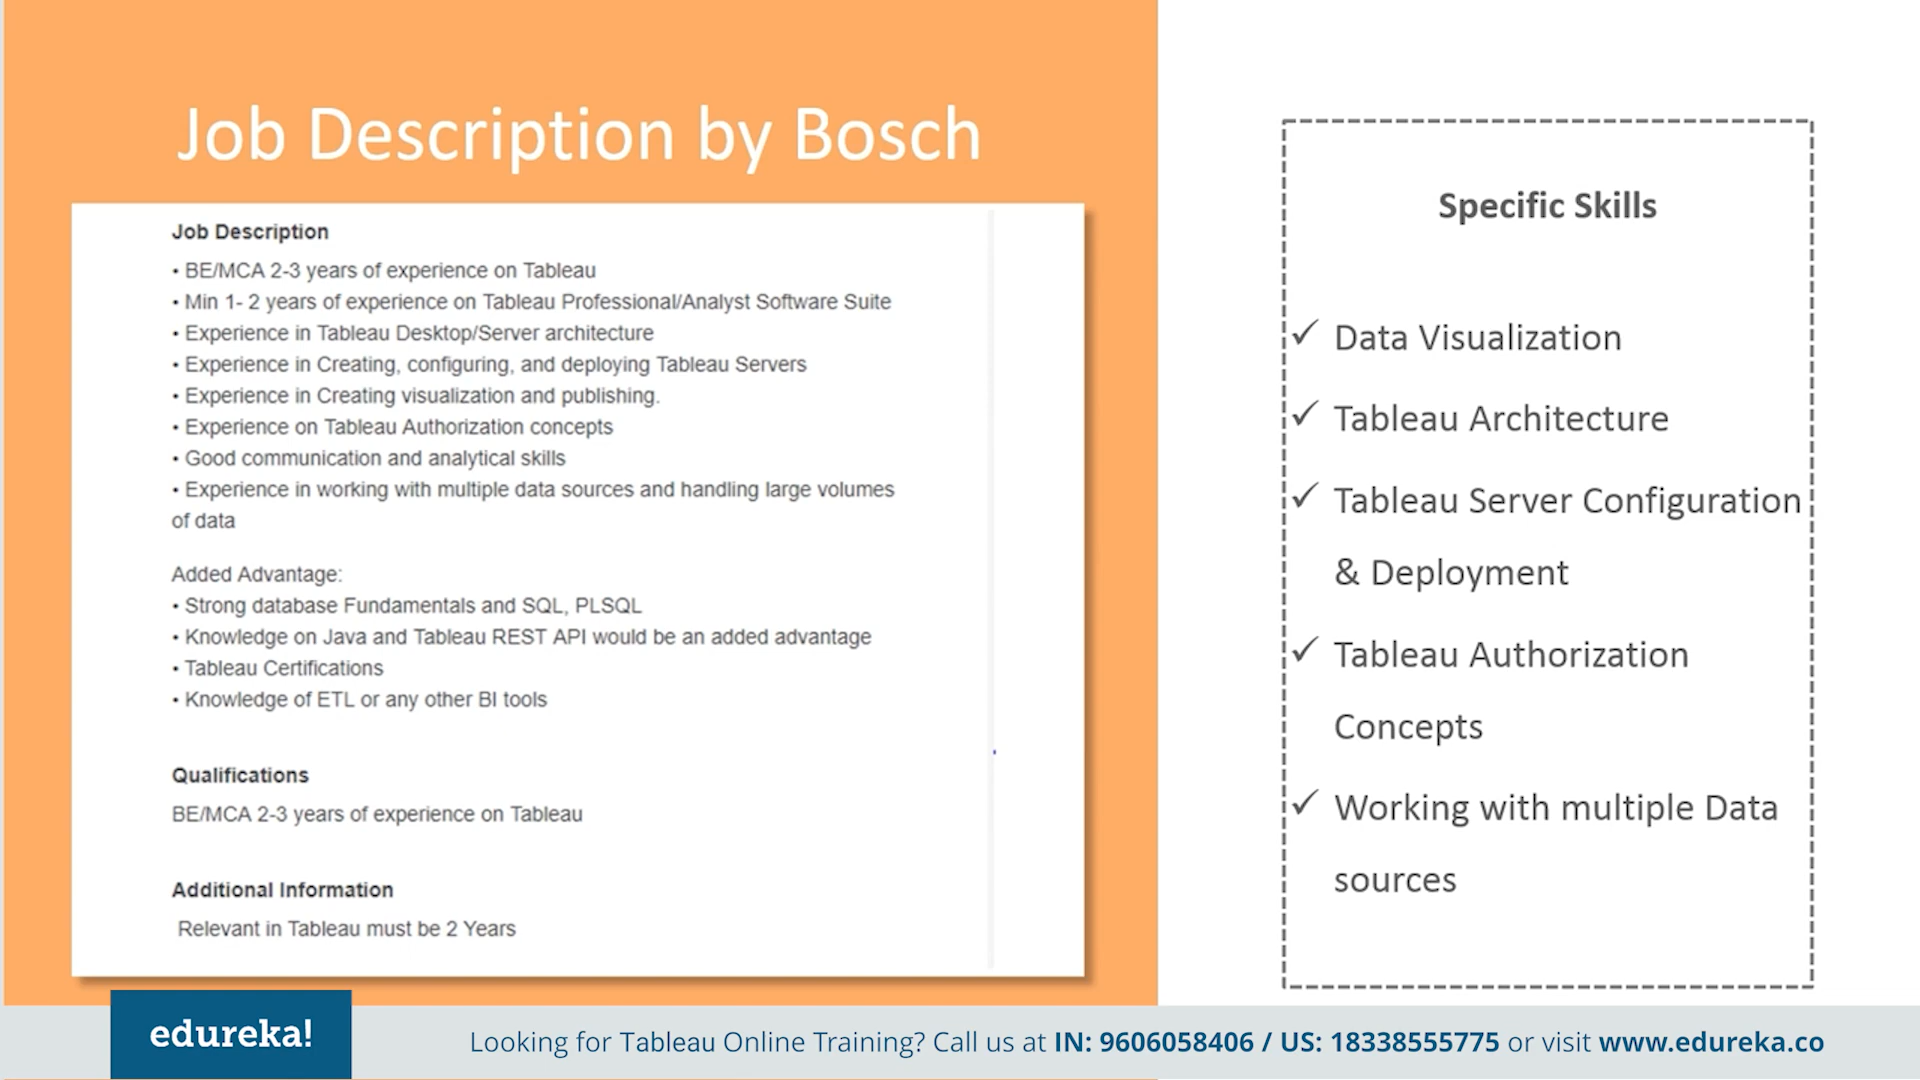 Job Description by Bosch
Job Description
• BE/MCA 2-3 years of experience on Tableau
• Min 1- 2 years of experience on Tableau Professional/Analyst Software Suite
• Experience in Tableau Desktop/Server architecture
• Experience in Creating, configuring, and deploying Tableau Servers
• Experience in Creating visualization and publishing.
• Experience on Tableau Authorization concepts
• Good communication and analytical skills
• Experience in working with multiple data sources and handling large volumes
of data
Added Advantage:
• Strong database Fundamentals and SQL, PLSQL
• Knowledge on Java and Tableau REST API would be an added advantage
• Tableau Certifications
• Knowledge of ETL or any other BI tools
Qualifications
BE/MCA 2-3 years of experience on Tableau
Additional Information
Relevant in Tableau must be 2 Years
Specific Skills
✓ Data Visualization
✓ Tableau Architecture
✓ Tableau Server Configuration
& Deployment
✓ Tableau Authorization
Concepts
✓ Working with multiple Data
sources
edureka!
Looking for Tableau Online Training? Call us at IN: 9606058406 / US: 18338555775 or visit www.edureka.co